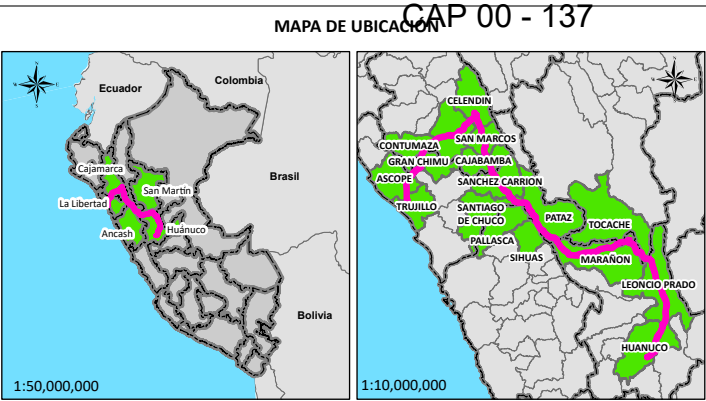 CAP 00 - 137
MAPA DE UBICACIÓN
Colombia
Ecuador
Cajamarca
Brasil
San Martín
La Libertad
Ancash
Huánuco
Bolivia
1:50,000,000
CELENDIN
SAN MARCOS
CONTUMAZA
GRAN CHIMU
CAJABAMBA
ASCOPE
SANCHEZ CARRION
TRUJILLO
SANTIAGO
DE CHUCO
PATAZ
TOCACHE
PALLASCA
SIHUAS
MARAÑON
LEONCIO PRADO
HUANUCO
1:10,000,000